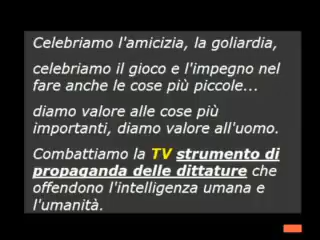 Celebriamo l'amicizia, la goliardia,
celebriamo il gioco e l'impegno nel
fare anche le cose più piccole...
diamo valore alle cose più
importanti, diamo valore all'uomo.
Combattiamo la TV strumento di
propaganda delle dittature che
offendono l'intelligenza umana e
l'umanità.